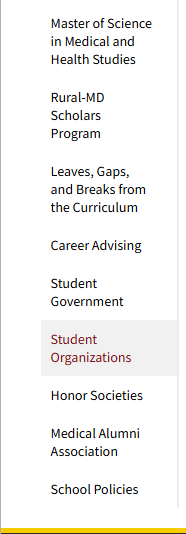 Master of Science
in Medical and
Health Studies
Rural-MD
Scholars
Program
Leaves, Gaps,
and Breaks from
the Curriculum
Career Advising
Student
Government
Student
Organizations
Honor Societies
Medical Alumni
Association
School Policies